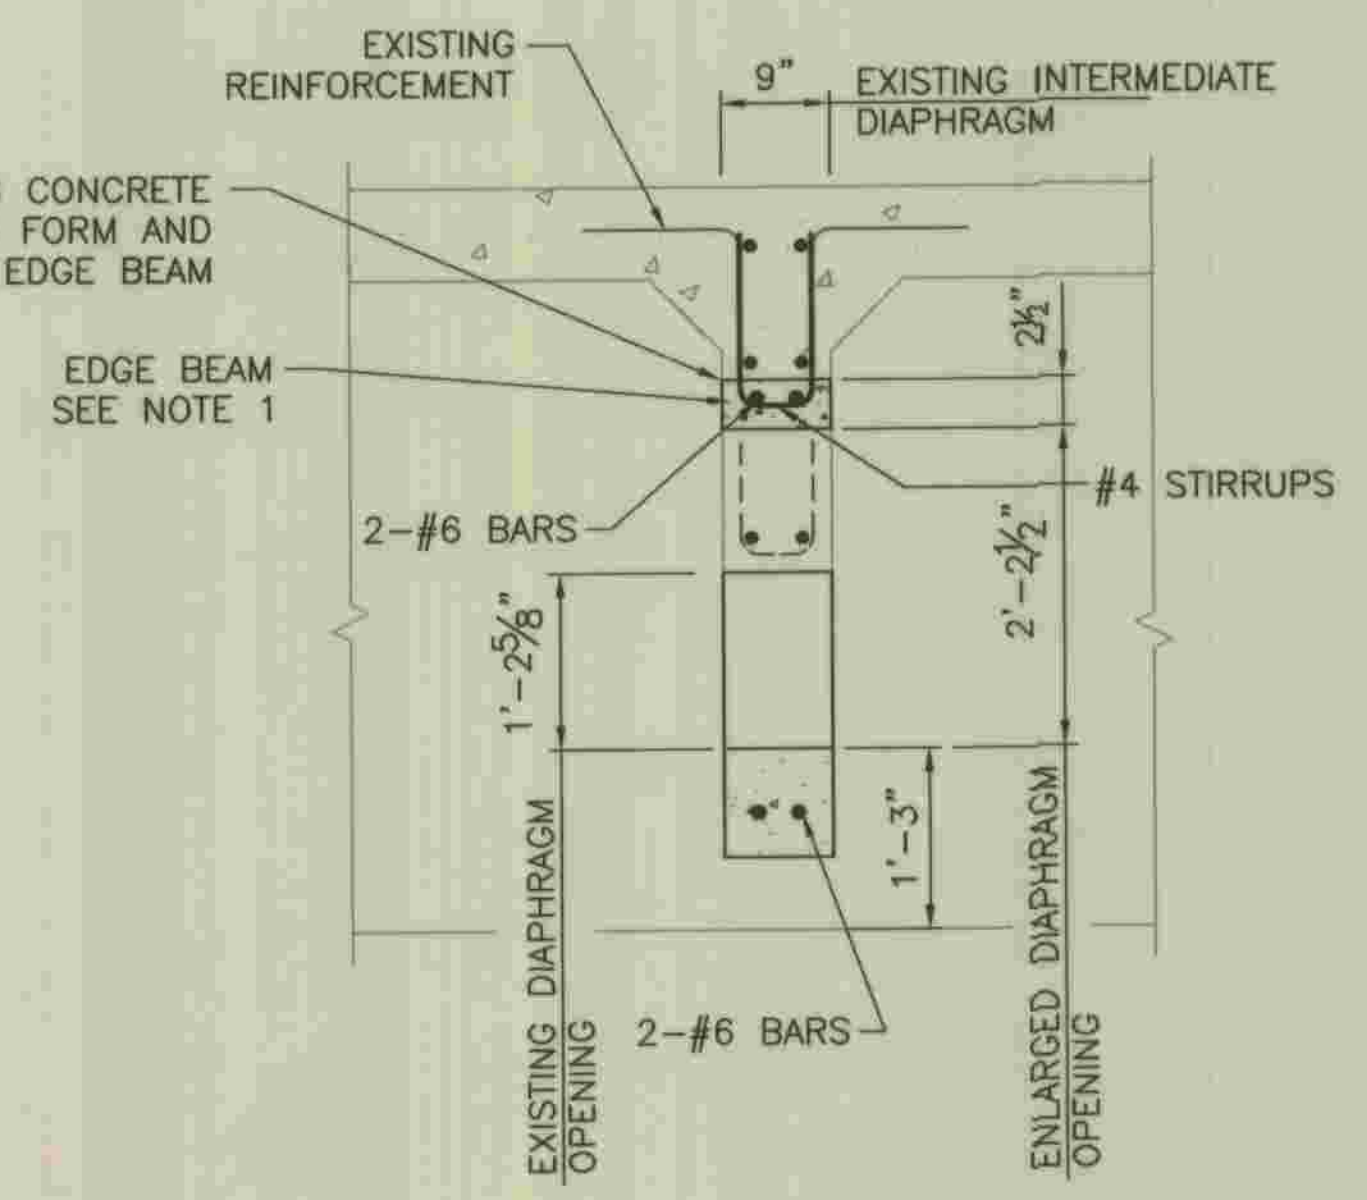 EXISTING
REINFORCEMENT
9"
EXISTING INTERMEDIATE
DIAPHRAGM
CONCRETE
FORM AND
EDGE BEAM
EDGE BEAM
SEE NOTE 1
2½"
#4 STIRRUPS
2-#6 BARS
2'-2½"
1'-2⅝"
1'-3"
EXISTING DIAPHRAGM
OPENING
2-#6 BARS
ENLARGED DIAPHRAGM
OPENING